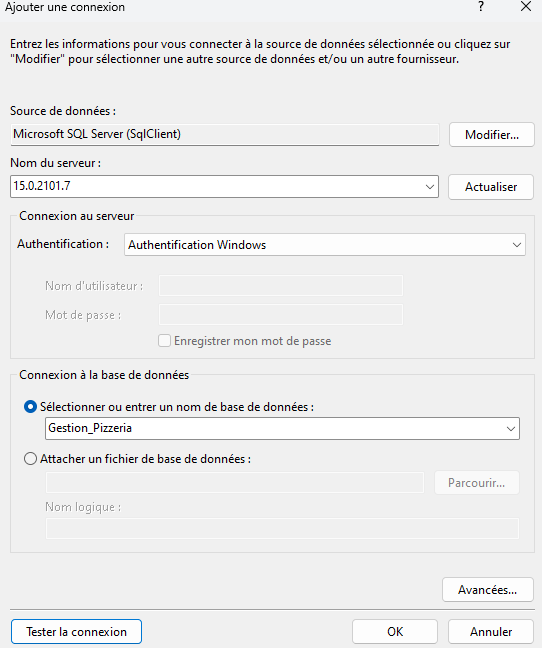 Ajouter une connexion
?
Entrez les informations pour vous connecter à la source de données sélectionnée ou cliquez sur
"Modifier" pour sélectionner une autre source de données et/ou un autre fournisseur.
Source de données :
Microsoft SQL Server (SqlClient)
Modifier...
Nom du serveur :
15.0.2101.7
Actualiser
Connexion au serveur
Authentification :
Authentification Windows
Nom d'utilisateur :
Mot de passe :
Enregistrer mon mot de passe
Connexion à la base de données
Sélectionner ou entrer un nom de base de données :
Gestion_Pizzeria
Attacher un fichier de base de données :
Parcourir...
Nom logique :
Avancées...
Tester la connexion
OK
Annuler